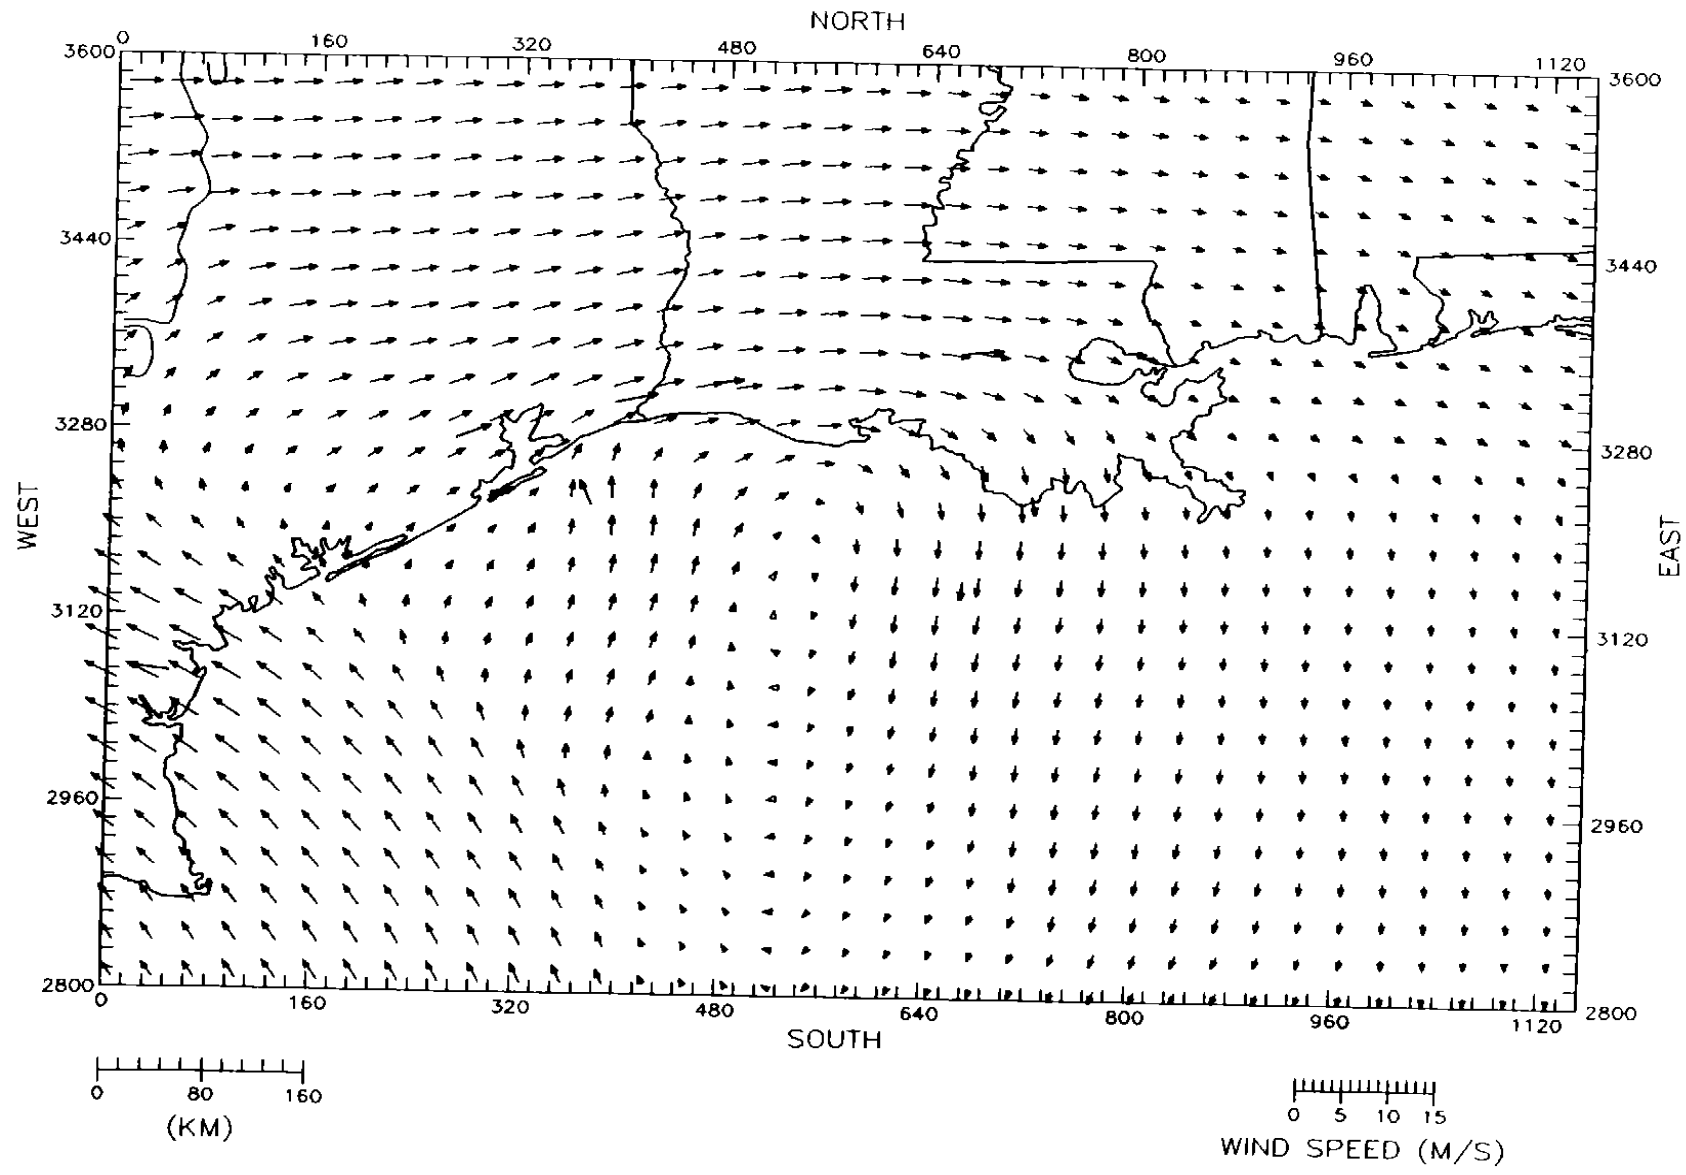 NORTH
0 160 320 480 640 800 960 1120
3600 3600
3440 3440
3280 3280
WEST EAST
3120 3120
2960 2960
2800 2800
0 160 320 480 640 800 960 1120
SOUTH
0 80 160
(KM)
0 5 10 15
WIND SPEED (M/S)